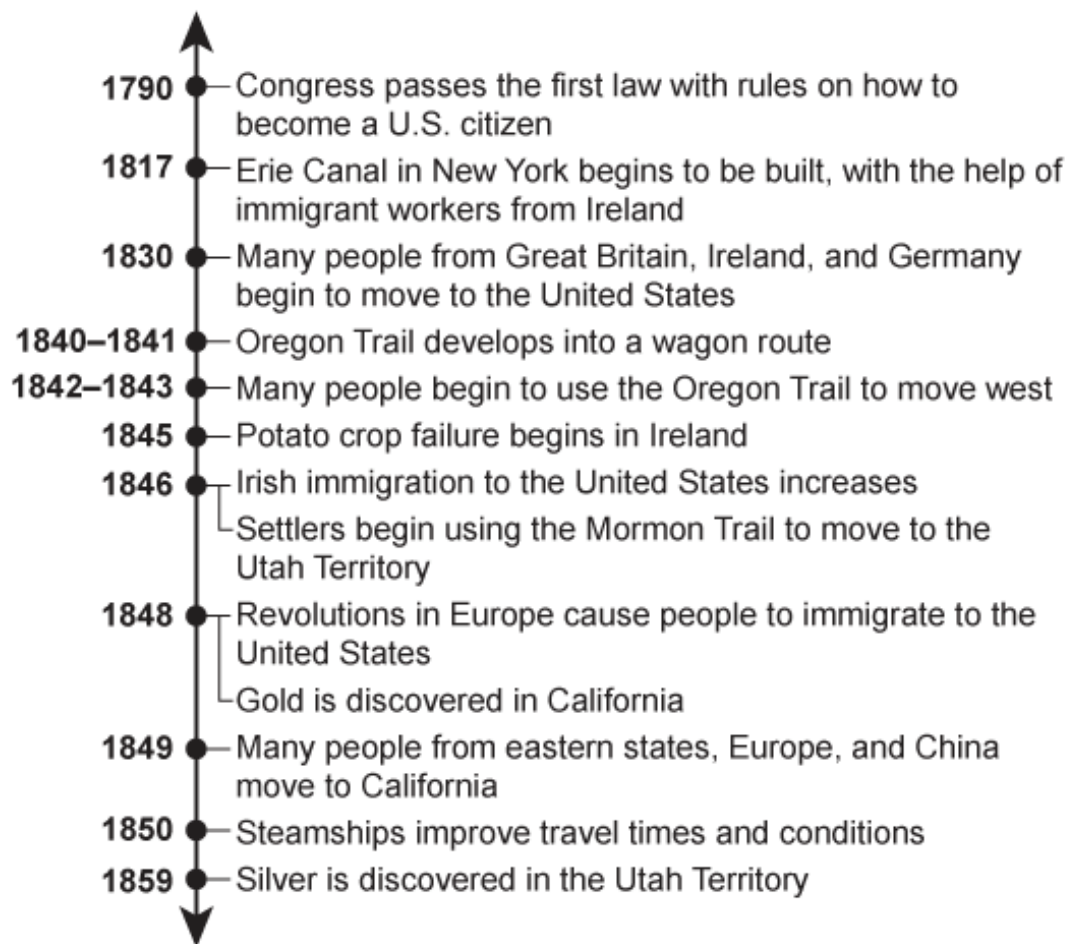 1790 Congress passes the first law with rules on how to
become a U.S. citizen
1817 Erie Canal in New York begins to be built, with the help of
immigrant workers from Ireland
1830 Many people from Great Britain, Ireland, and Germany
begin to move to the United States
1840–1841 Oregon Trail develops into a wagon route
1842–1843 Many people begin to use the Oregon Trail to move west
1845 Potato crop failure begins in Ireland
1846 Irish immigration to the United States increases
Settlers begin using the Mormon Trail to move to the
Utah Territory
1848 Revolutions in Europe cause people to immigrate to the
United States
Gold is discovered in California
1849 Many people from eastern states, Europe, and China
move to California
1850 Steamships improve travel times and conditions
1859 Silver is discovered in the Utah Territory